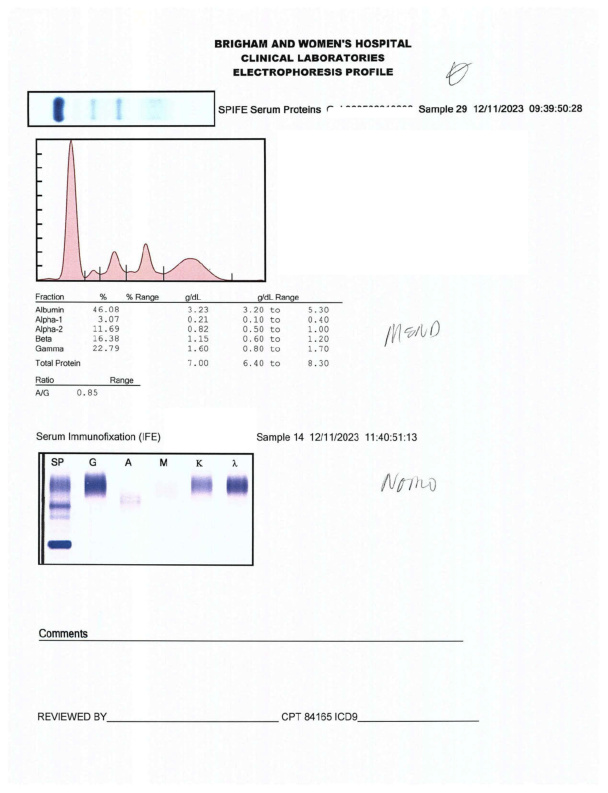 BRIGHAM AND WOMEN'S HOSPITAL
CLINICAL LABORATORIES
ELECTROPHORESIS PROFILE
SPIFE Serum Proteins Sample 29 12/11/2023 09:39:50:28
Fraction % % Range g/dL g/dL Range
Albumin 46.08 3.23 3.20 to 5.30
Alpha-1 3.07 0.21 0.10 to 0.40
Alpha-2 11.69 0.82 0.50 to 1.00
Beta 16.38 1.15 0.60 to 1.20
Gamma 22.79 1.60 0.80 to 1.70
Total Protein 7.00 6.40 to 8.30
Ratio Range
A/G 0.85
Serum Immunofixation (IFE) Sample 14 12/11/2023 11:40:51:13
SP G A M K λ
Comments
REVIEWED BY CPT 84165 ICD9